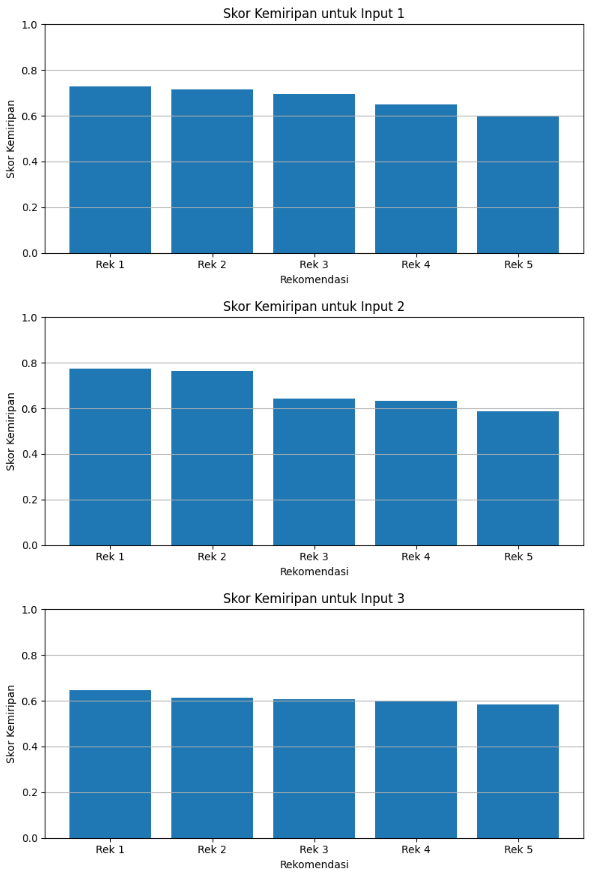 Skor Kemiripan untuk Input 1
1.0
0.8
0.6
0.4
0.2
0.0
Skor Kemiripan
Rek 1 Rek 2 Rek 3 Rek 4 Rek 5
Rekomendasi
Skor Kemiripan untuk Input 2
1.0
0.8
0.6
0.4
0.2
0.0
Skor Kemiripan
Rek 1 Rek 2 Rek 3 Rek 4 Rek 5
Rekomendasi
Skor Kemiripan untuk Input 3
1.0
0.8
0.6
0.4
0.2
0.0
Skor Kemiripan
Rek 1 Rek 2 Rek 3 Rek 4 Rek 5
Rekomendasi